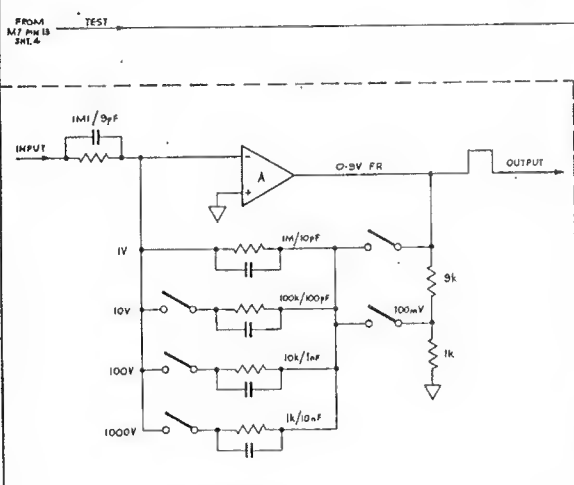 FROM
M7 PIN 13
SHT. 4
TEST
1M1/9pF
INPUT
-
A
+
0.9V FR
OUTPUT
1V
1M/10pF
10V
100k/100pF
100mV
9k
100V
10k/1nF
1k
1000V
1k/10nF